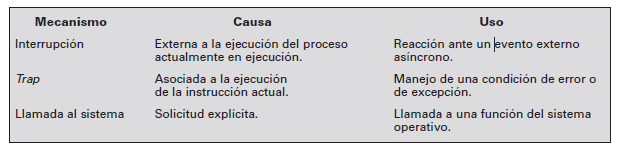 Mecanismo Causa Uso
Interrupción Externa a la ejecución del proceso Reacción ante un evento externo
actualmente en ejecución. asíncrono.
Trap Asociada a la ejecución Manejo de una condición de error o
de la instrucción actual. de excepción.
Llamada al sistema Solicitud explícita. Llamada a una función del sistema
operativo.